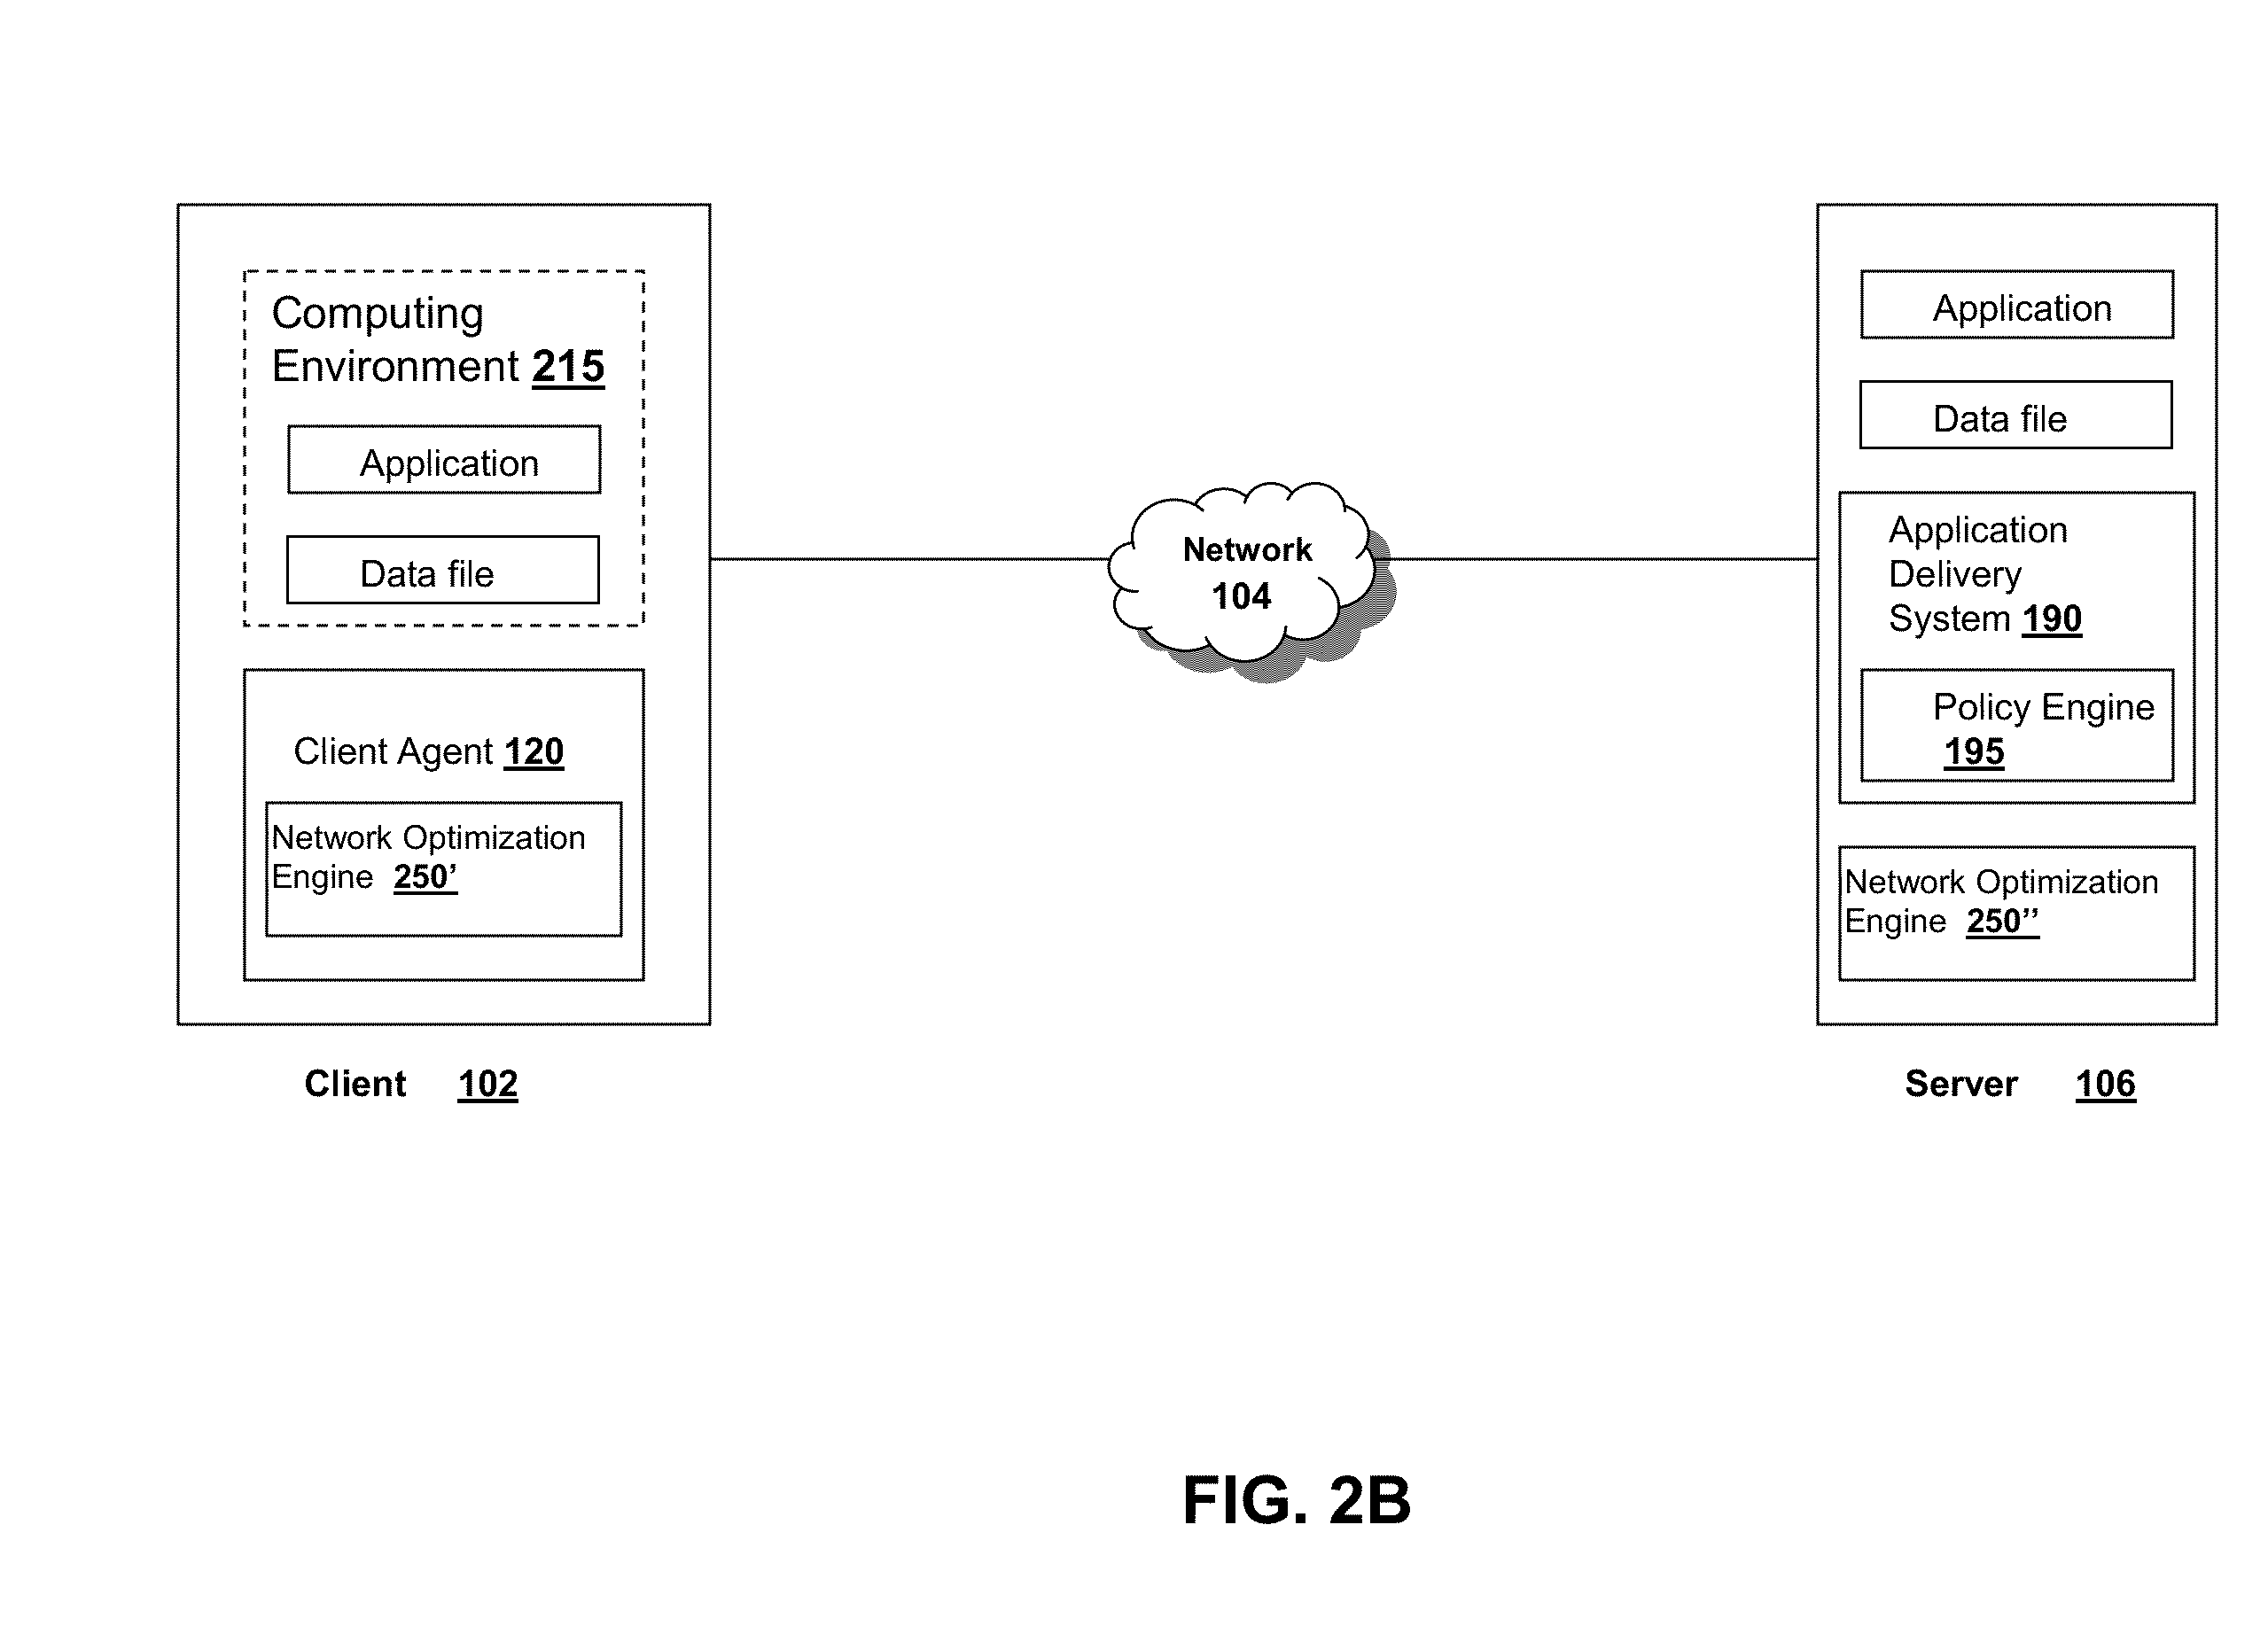 Computing
Environment 215
Application
Data file
Client Agent 120
Network Optimization
Engine 250’
Client 102
Network
104
Application
Data file
Application
Delivery
System 190
Policy Engine
195
Network Optimization
Engine 250’’
Server 106
FIG. 2B